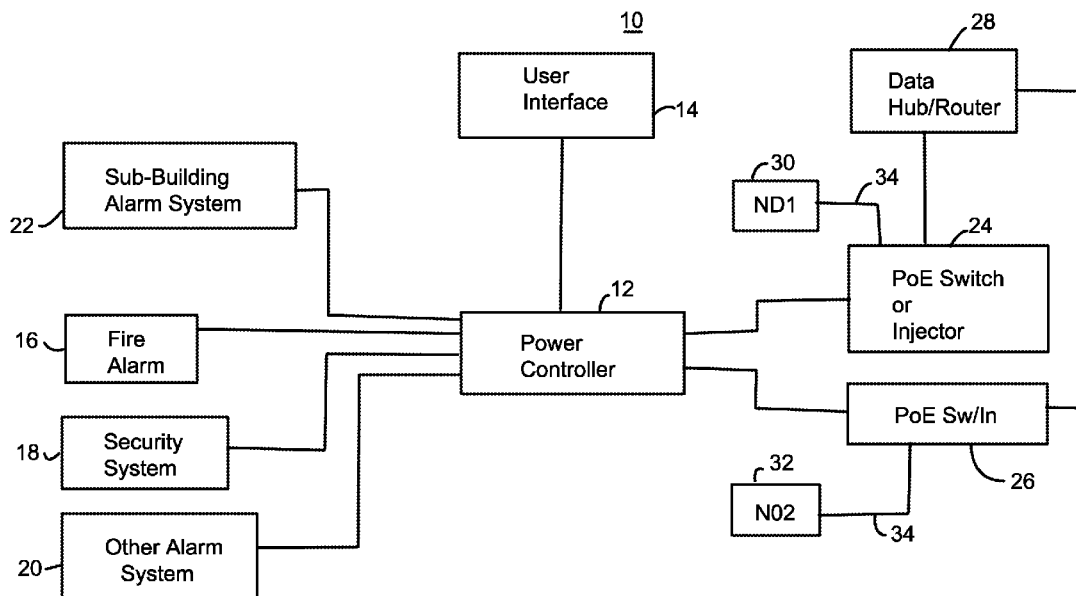 10
User
Interface
14
28
Data
Hub/Router
Sub-Building
Alarm System
22
30
ND1
34
24
PoE Switch
or
Injector
12
Power
Controller
16
Fire
Alarm
18
Security
System
PoE Sw/In
26
32
N02
34
20
Other Alarm
System